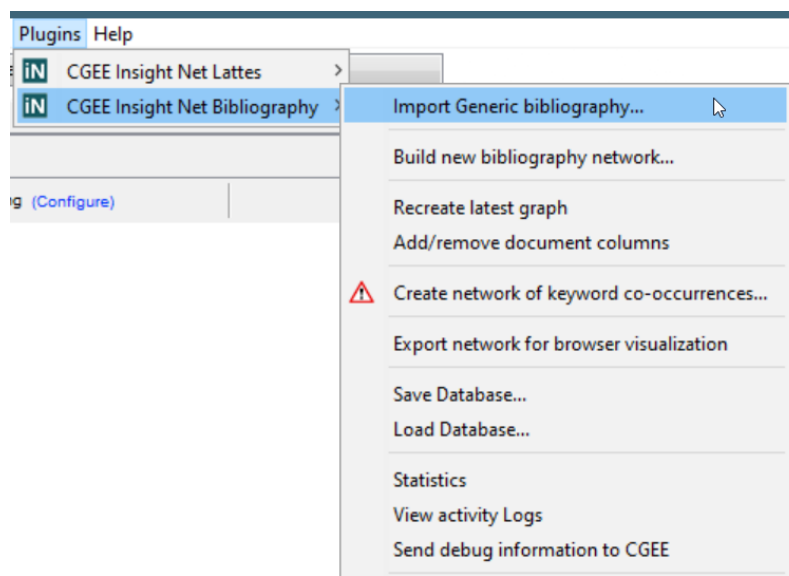 Plugins Help
iN CGEE Insight Net Lattes
iN CGEE Insight Net Bibliography
Import Generic bibliography...
Build new bibliography network...
(Configure)
Recreate latest graph
Add/remove document columns
Create network of keyword co-occurrences...
Export network for browser visualization
Save Database...
Load Database...
Statistics
View activity Logs
Send debug information to CGEE